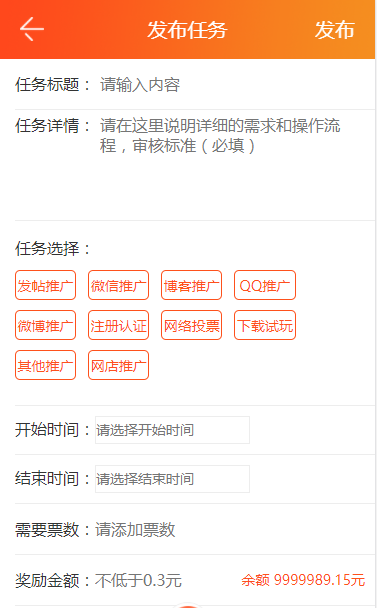 发布任务 发布
任务标题： 请输入内容
任务详情： 请在这里说明详细的需求和操作流
程，审核标准（必填）
任务选择：
发帖推广 微信推广 博客推广 QQ推广
微博推广 注册认证 网络投票 下载试玩
其他推广 网店推广
开始时间： 请选择开始时间
结束时间： 请选择结束时间
需要票数： 请添加票数
奖励金额： 不低于0.3元 余额 9999989.15元